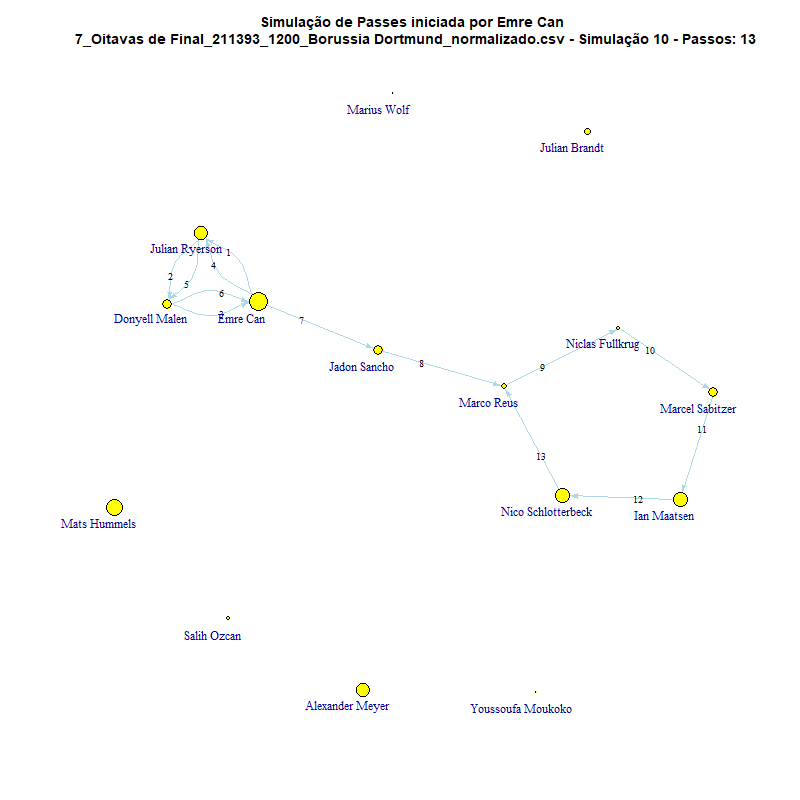 Simulação de Passes iniciada por Emre Can
7_Oitavas de Final_211393_1200_Borussia Dortmund_normalizado.csv - Simulação 10 - Passos: 13
Marius Wolf
Julian Brandt
Julian Ryerson
1
4
2
5
6
3
Donyell Malen
Emre Can
7
Jadon Sancho
8
Niclas Fullkrug
10
9
Marco Reus
Marcel Sabitzer
11
13
12
Nico Schlotterbeck
Ian Maatsen
Mats Hummels
Salih Ozcan
Alexander Meyer
Youssoufa Moukoko